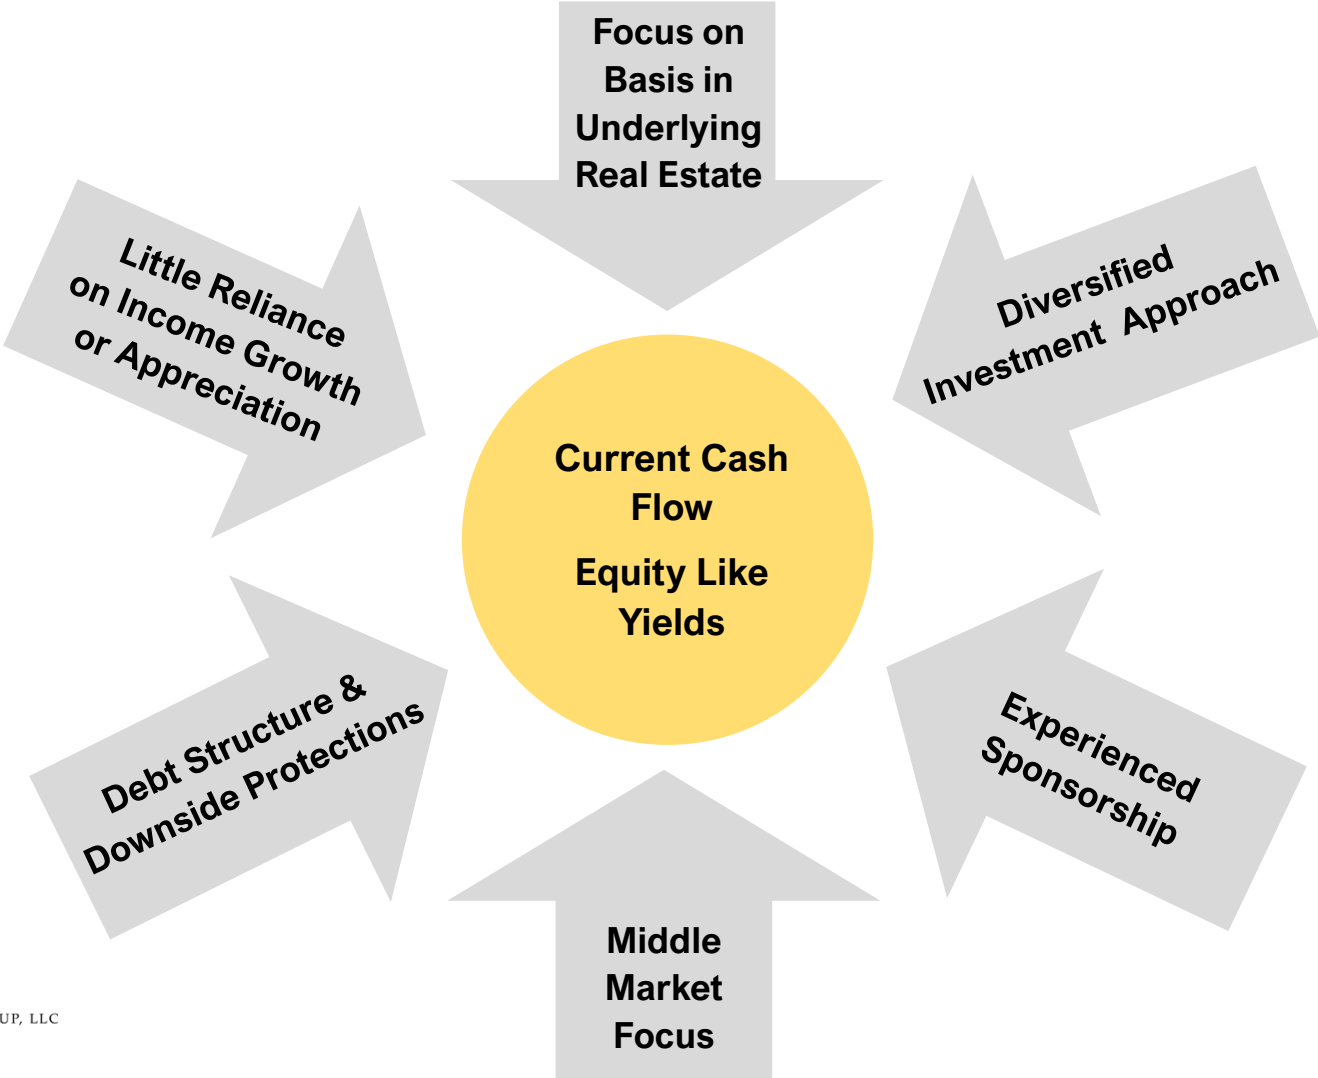 Focus on
Basis in
Underlying
Real Estate
Little Reliance
on Income Growth
or Appreciation
Diversified
Investment Approach
Current Cash
Flow
Equity Like
Yields
Debt Structure &
Downside Protections
Experienced
Sponsorship
Middle
Market
Focus
UP, LLC